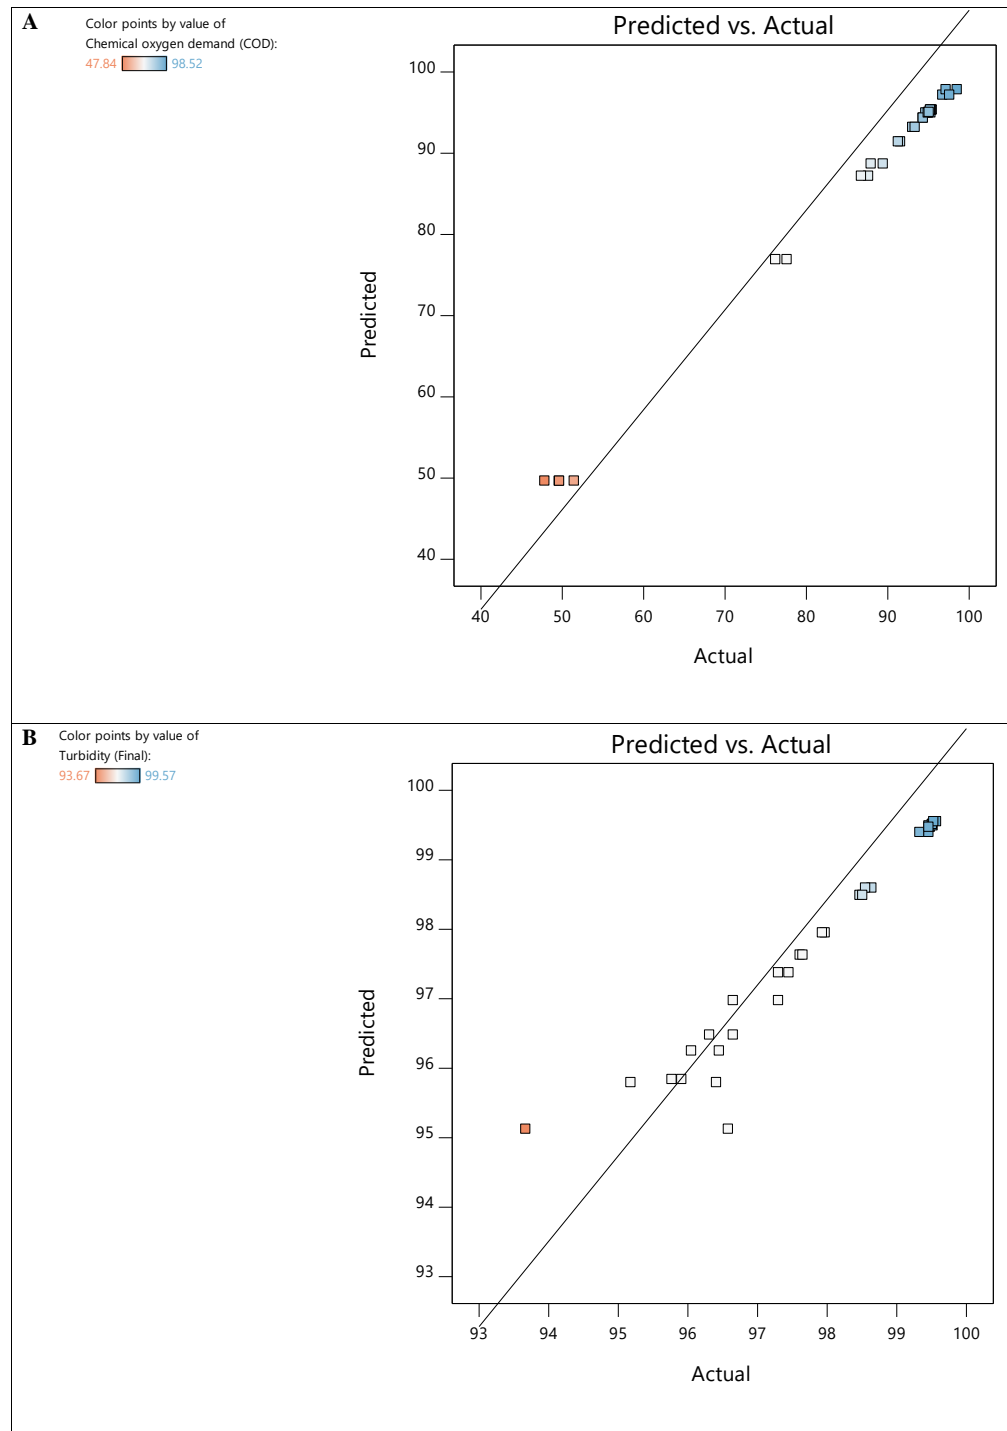 A
Color points by value of
Chemical oxygen demand (COD):
47.84 98.52
Predicted vs. Actual
100
90
80
70
60
50
40
Predicted
40 50 60 70 80 90 100
Actual
B
Color points by value of
Turbidity (Final):
93.67 99.57
Predicted vs. Actual
100
99
98
97
96
95
94
93
Predicted
93 94 95 96 97 98 99 100
Actual